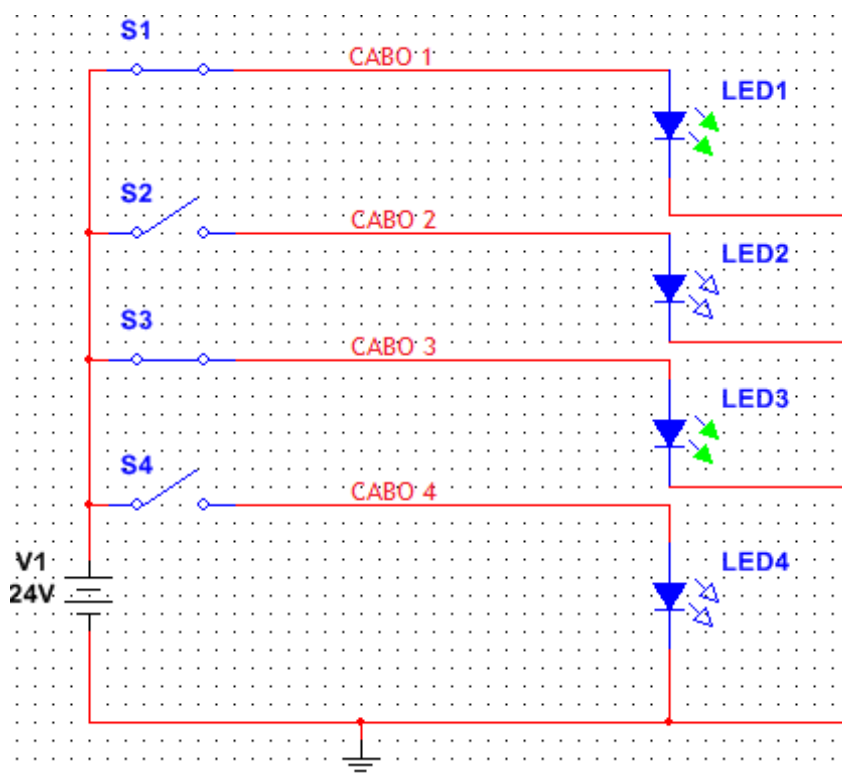 S1
CABO 1
LED1
S2
CABO 2
LED2
S3
CABO 3
LED3
S4
CABO 4
V1
24V
LED4